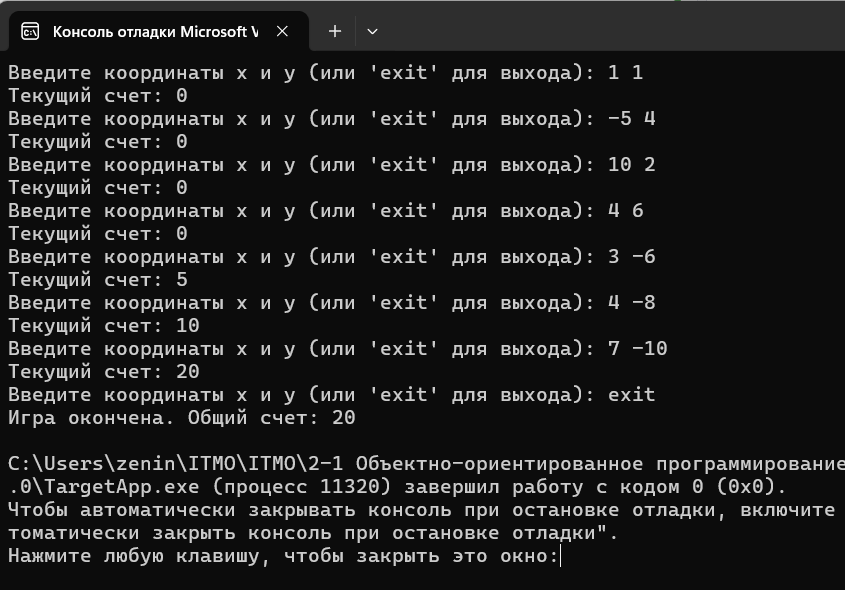 Консоль отладки Microsoft V
Введите координаты x и y (или 'exit' для выхода): 1 1
Текущий счет: 0
Введите координаты x и y (или 'exit' для выхода): -5 4
Текущий счет: 0
Введите координаты x и y (или 'exit' для выхода): 10 2
Текущий счет: 0
Введите координаты x и y (или 'exit' для выхода): 4 6
Текущий счет: 0
Введите координаты x и y (или 'exit' для выхода): 3 -6
Текущий счет: 5
Введите координаты x и y (или 'exit' для выхода): 4 -8
Текущий счет: 10
Введите координаты x и y (или 'exit' для выхода): 7 -10
Текущий счет: 20
Введите координаты x и y (или 'exit' для выхода): exit
Игра окончена. Общий счет: 20
C:\Users\zenin\ITMO\ITMO\2-1 Объектно-ориентированное программирование
.0\TargetApp.exe (процесс 11320) завершил работу с кодом 0 (0x0).
Чтобы автоматически закрывать консоль при остановке отладки, включите
томатически закрыть консоль при остановке отладки".
Нажмите любую клавишу, чтобы закрыть это окно: